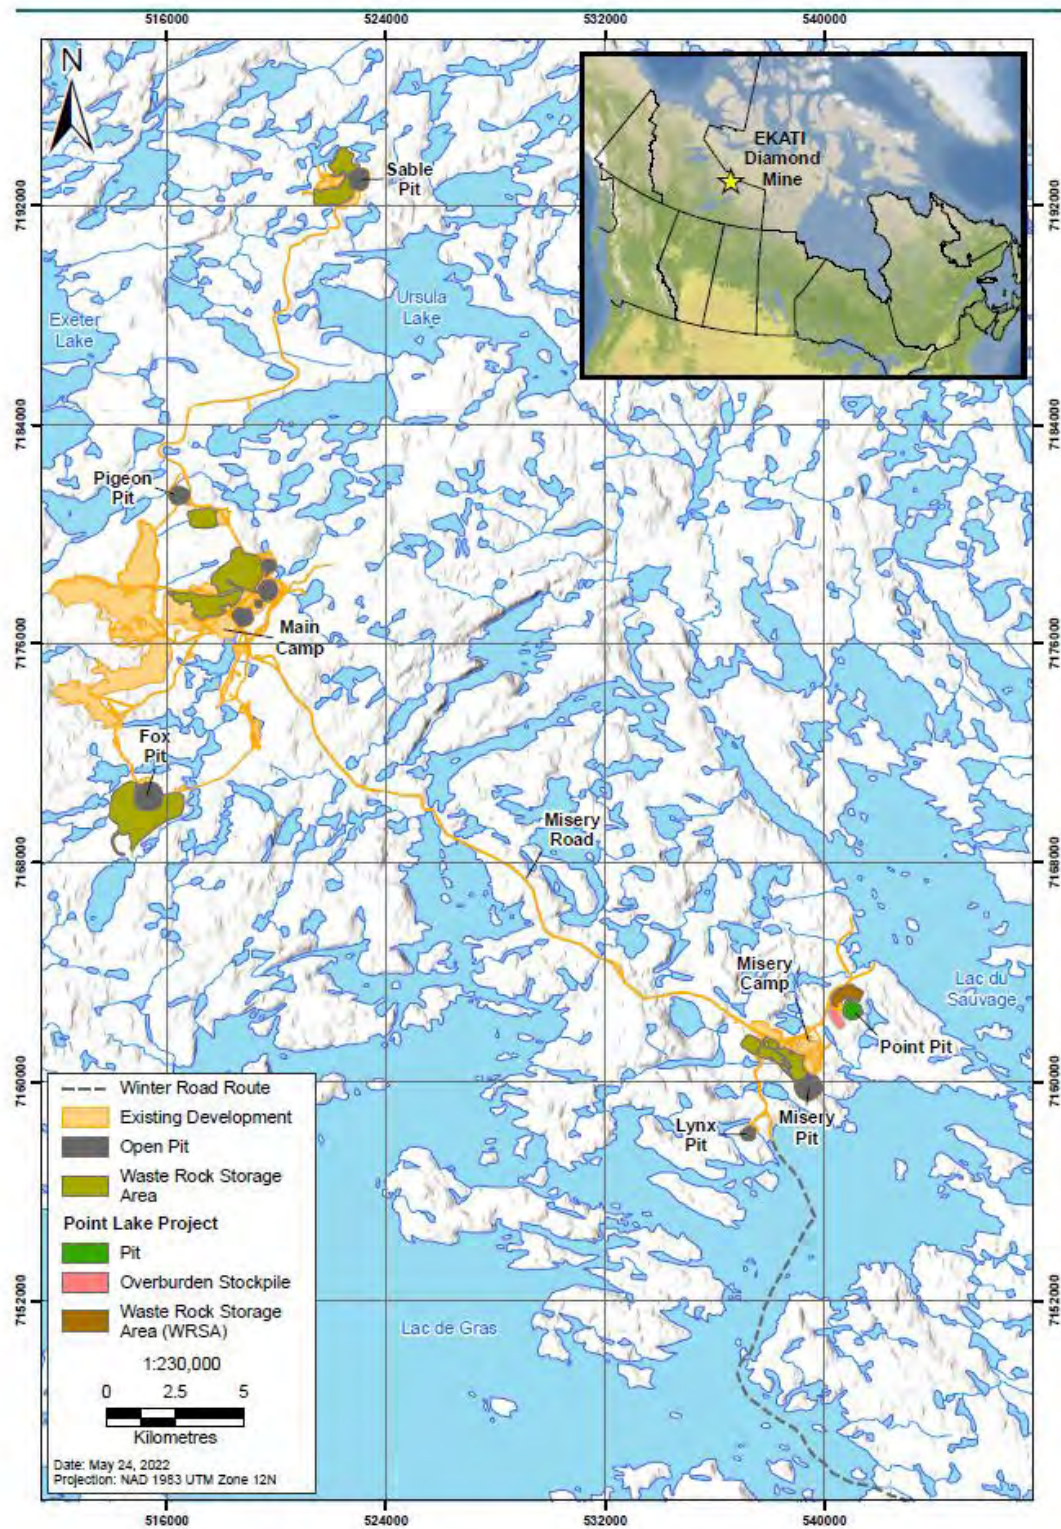 516000
524000
532000
540000
N
EKATI
Diamond
Mine
Sable
Pit
7192000
7192000
Ursula
Lake
Exeter
Lake
7184000
7184000
Pigeon
Pit
Main
Camp
7176000
7176000
Fox
Pit
Misery
Road
7168000
7168000
Misery
Camp
Lac du
Sauvage
Point Pit
7160000
7160000
Lynx
Pit
Misery
Pit
Winter Road Route
Existing Development
Open Pit
Waste Rock Storage
Area
Point Lake Project
Pit
Overburden Stockpile
Waste Rock Storage
Area (WRSA)
1:230,000
0 2.5 5
Kilometres
Date: May 24, 2022
Projection: NAD 1983 UTM Zone 12N
Lac de Gras
7152000
7152000
516000
524000
532000
540000